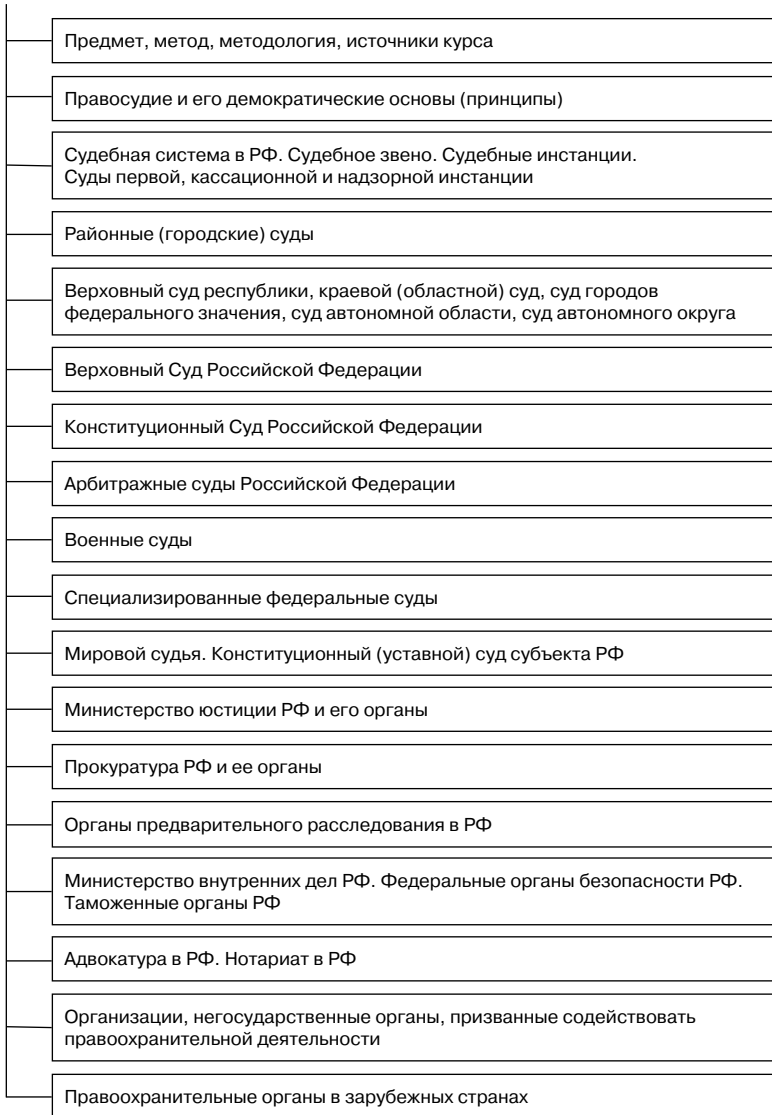 Предмет, метод, методология, источники курса
Правосудие и его демократические основы (принципы)
Судебная система в РФ. Судебное звено. Судебные инстанции.
Суды первой, кассационной и надзорной инстанции
Районные (городские) суды
Верховный суд республики, краевой (областной) суд, суд городов
федерального значения, суд автономной области, суд автономного округа
Верховный Суд Российской Федерации
Конституционный Суд Российской Федерации
Арбитражные суды Российской Федерации
Военные суды
Специализированные федеральные суды
Мировой судья. Конституционный (уставной) суд субъекта РФ
Министерство юстиции РФ и его органы
Прокуратура РФ и ее органы
Органы предварительного расследования в РФ
Министерство внутренних дел РФ. Федеральные органы безопасности РФ.
Таможенные органы РФ
Адвокатура в РФ. Нотариат в РФ
Организации, негосударственные органы, призванные содействовать
правоохранительной деятельности
Правоохранительные органы в зарубежных странах